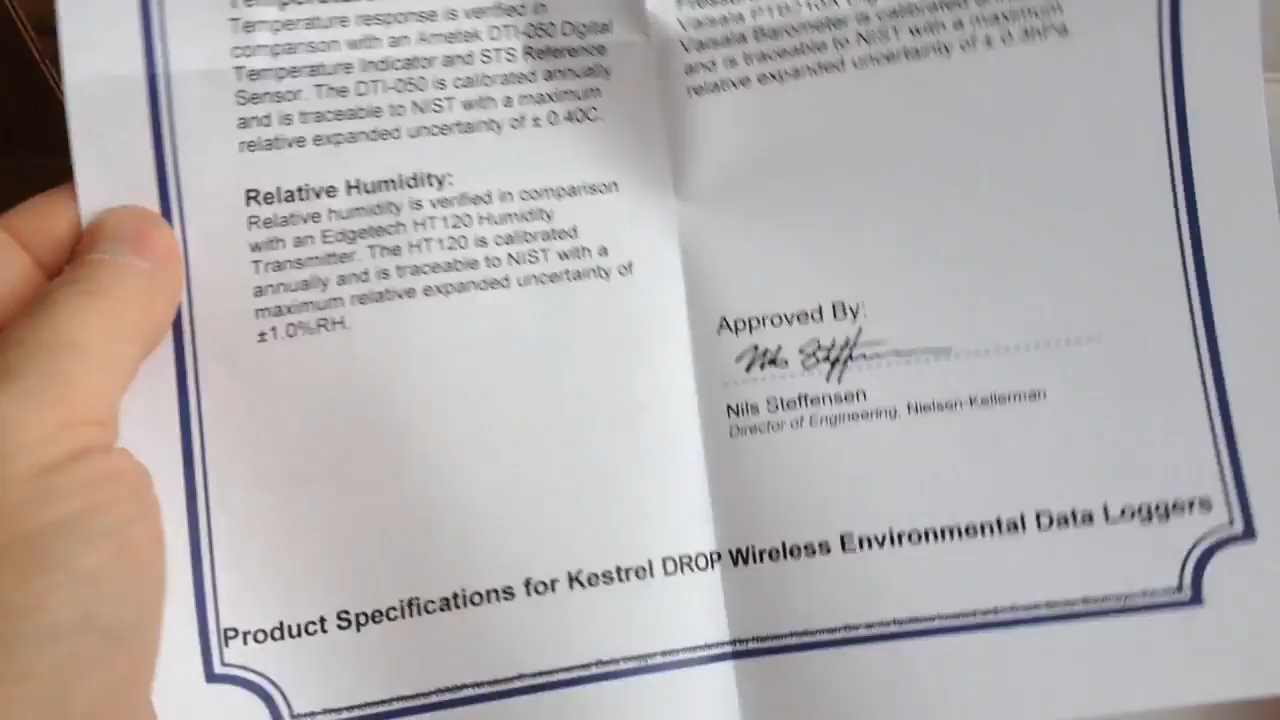 Temperature response is verified in
comparison with an Ametek DTI-050 Digital
Temperature Indicator and STS Reference
Sensor. The DTI-050 is calibrated annually
and is traceable to NIST with a maximum
relative expanded uncertainty of ± 0.40C.
Relative Humidity:
Relative humidity is verified in comparison
with an Edgetech HT120 Humidity
Transmitter. The HT120 is calibrated
annually and is traceable to NIST with a
maximum relative expanded uncertainty of
±1.0%RH.
Vaisala Barometer is calibrated
and is traceable to NIST with a maximum
relative expanded uncertainty of ±
Approved By:
Nils Steffensen
Nils Steffensen
Director of Engineering, Nielsen-Kellerman
Product Specifications for Kestrel DROP Wireless Environmental Data Loggers